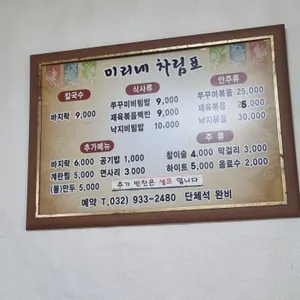 미리내 차림표
칼국수
바지락 9,000
식사류
쭈꾸미비빔밥 9,000
제육볶음백반 9,000
낙지비빔밥 10,000
안주류
쭈꾸미볶음 25,000
제육볶음 25,000
낙지볶음 30,000
추가메뉴
바지락 6,000 공기밥 1,000
계란찜 5,000 면사리 3,000
(물)만두 5,000
주 류
참이슬 4,000 막걸리 3,000
하이트 5,000 음료수 2,000
추가 반찬은 셀프 입니다
예약 T.032) 933-2480 단체석 완비